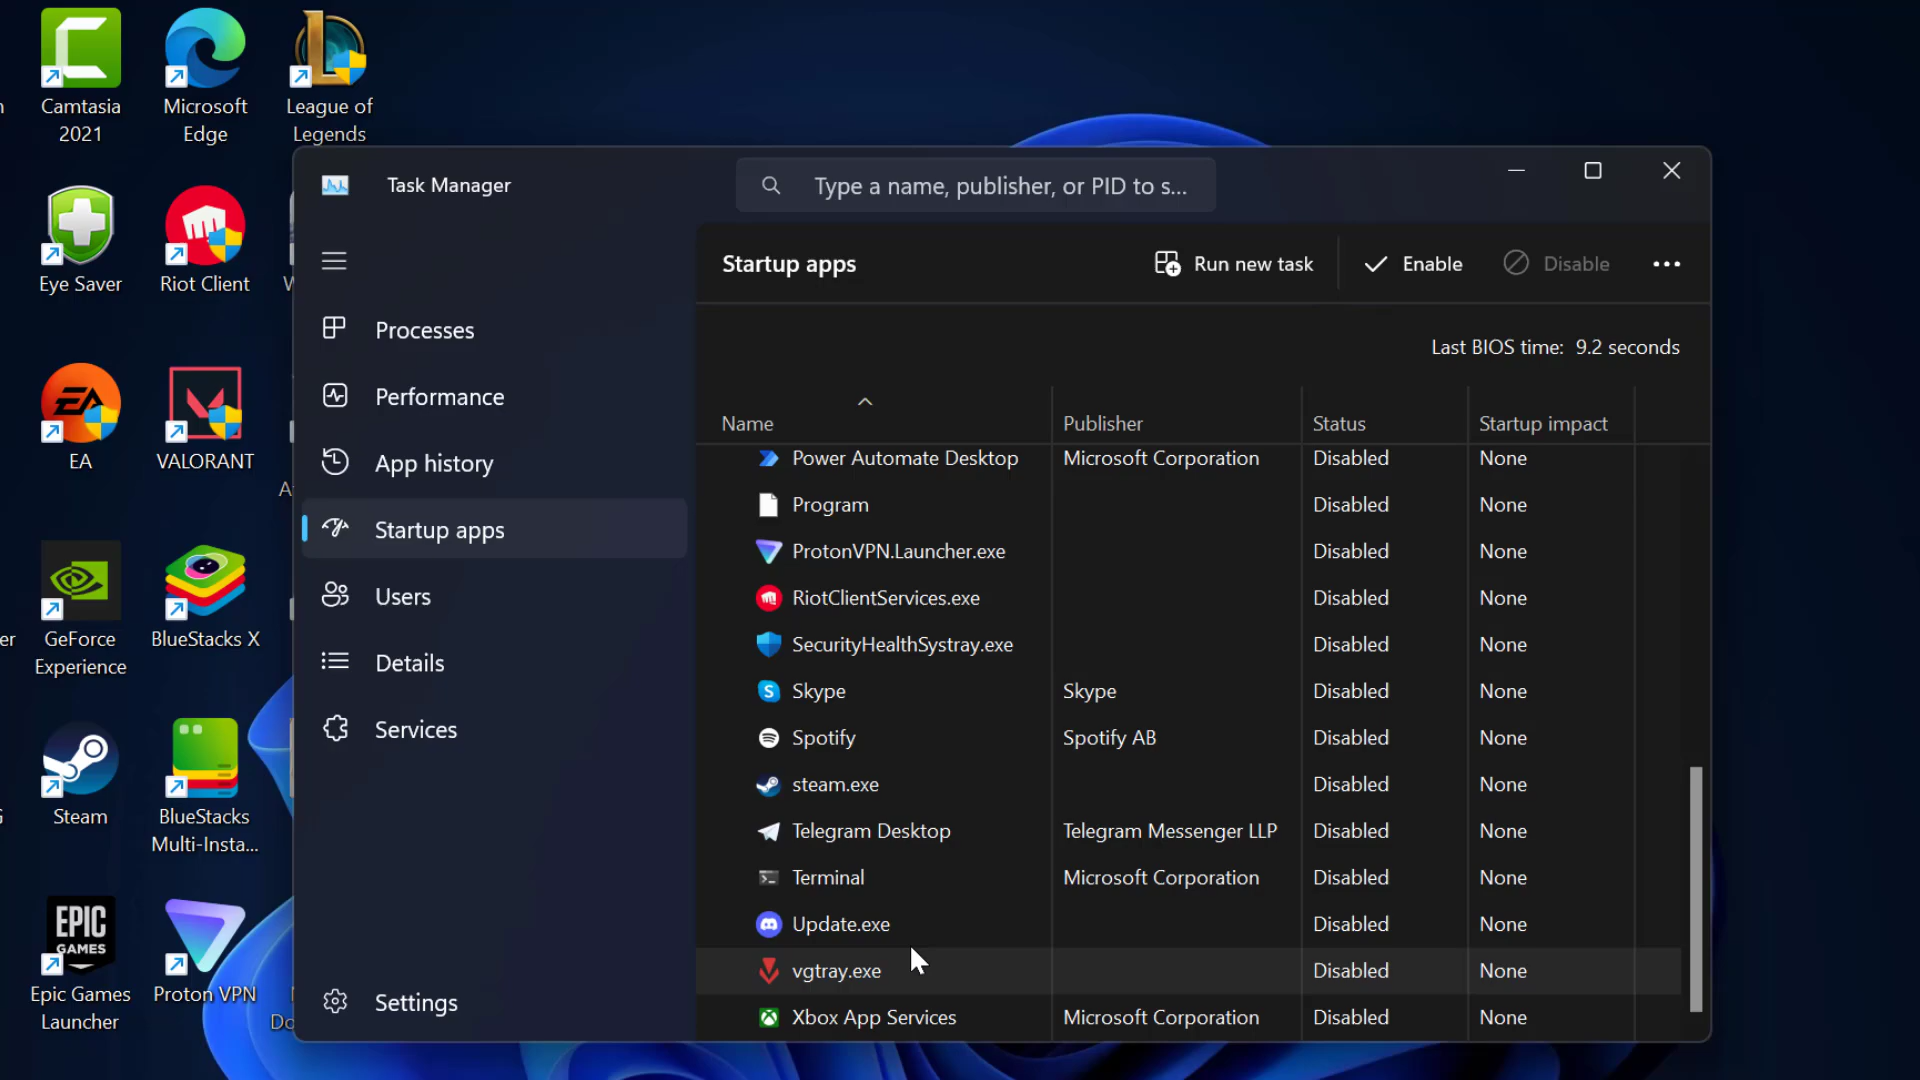 Camtasia
2021
Microsoft
Edge
League of
Legends
Task Manager
Type a name, publisher, or PID to s...
Eye Saver
Riot Client
Startup apps
Run new task
Enable
Disable
Processes
Last BIOS time: 9.2 seconds
Performance
Name
Publisher
Status
Startup impact
EA
EA
VALORANT
App history
Power Automate Desktop Microsoft Corporation Disabled None
Program Disabled None
Startup apps
ProtonVPN.Launcher.exe Disabled None
Users
RiotClientServices.exe Disabled None
GeForce
Experience
BlueStacks X
Details
SecurityHealthSystray.exe Disabled None
Skype Skype Disabled None
Services
Spotify Spotify AB Disabled None
steam.exe Disabled None
Steam
BlueStacks
Multi-Insta...
Telegram Desktop Telegram Messenger LLP Disabled None
Terminal Microsoft Corporation Disabled None
Update.exe Disabled None
EPIC
GAMES
vgtray.exe Disabled None
Epic Games
Launcher
Proton VPN
Settings
Xbox App Services Microsoft Corporation Disabled None